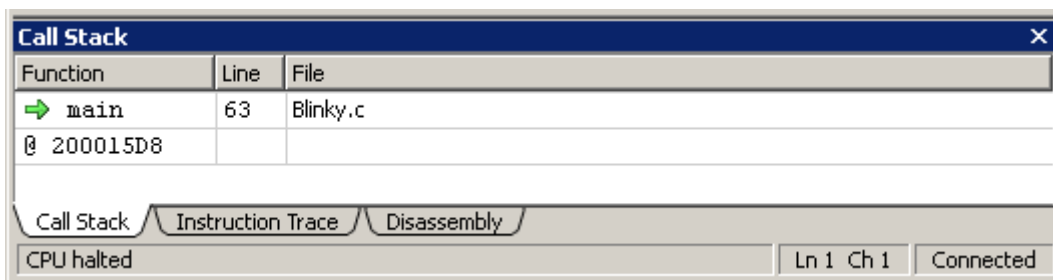 Call Stack
Function Line File
main 63 Blinky.c
@ 200015D8
Call Stack Instruction Trace Disassembly
CPU halted Ln 1 Ch 1 Connected